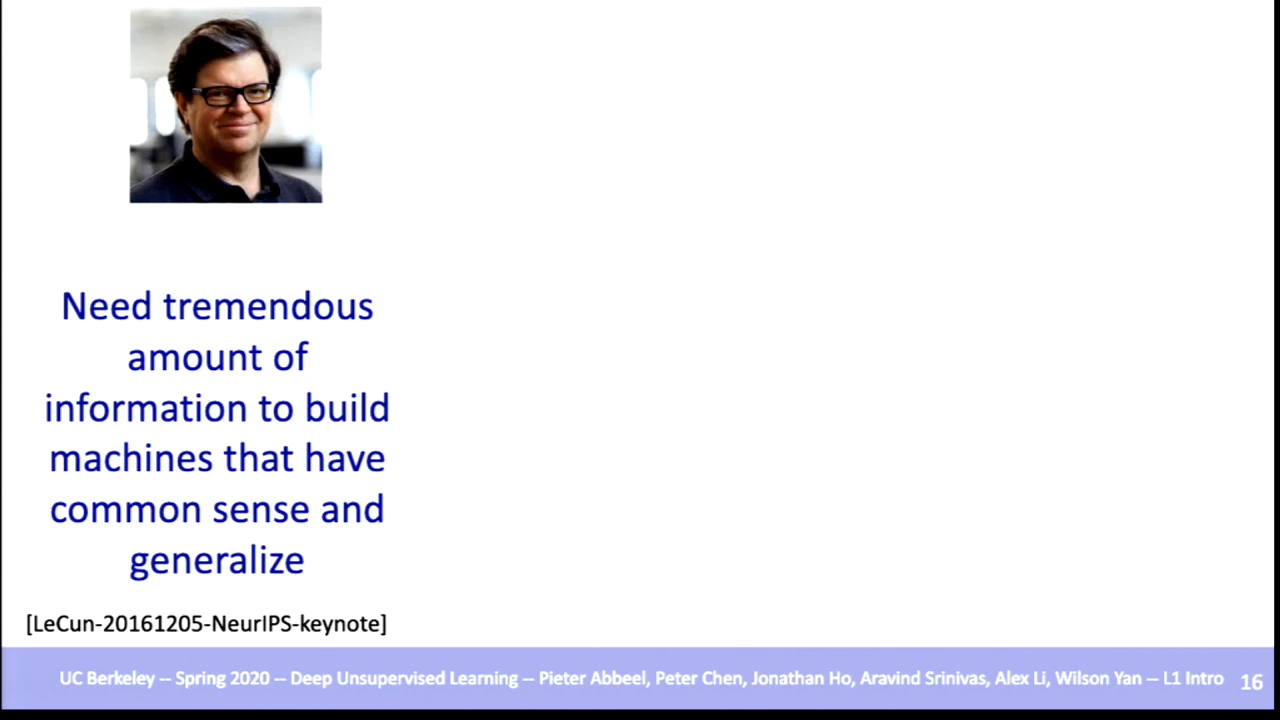 Need tremendous
amount of
information to build
machines that have
common sense and
generalize
[LeCun-20161205-NeurIPS-keynote]
UC Berkeley -- Spring 2020 -- Deep Unsupervised Learning -- Pieter Abbeel, Peter Chen, Jonathan Ho, Aravind Srinivas, Alex Li, Wilson Yan -- L1 Intro 16